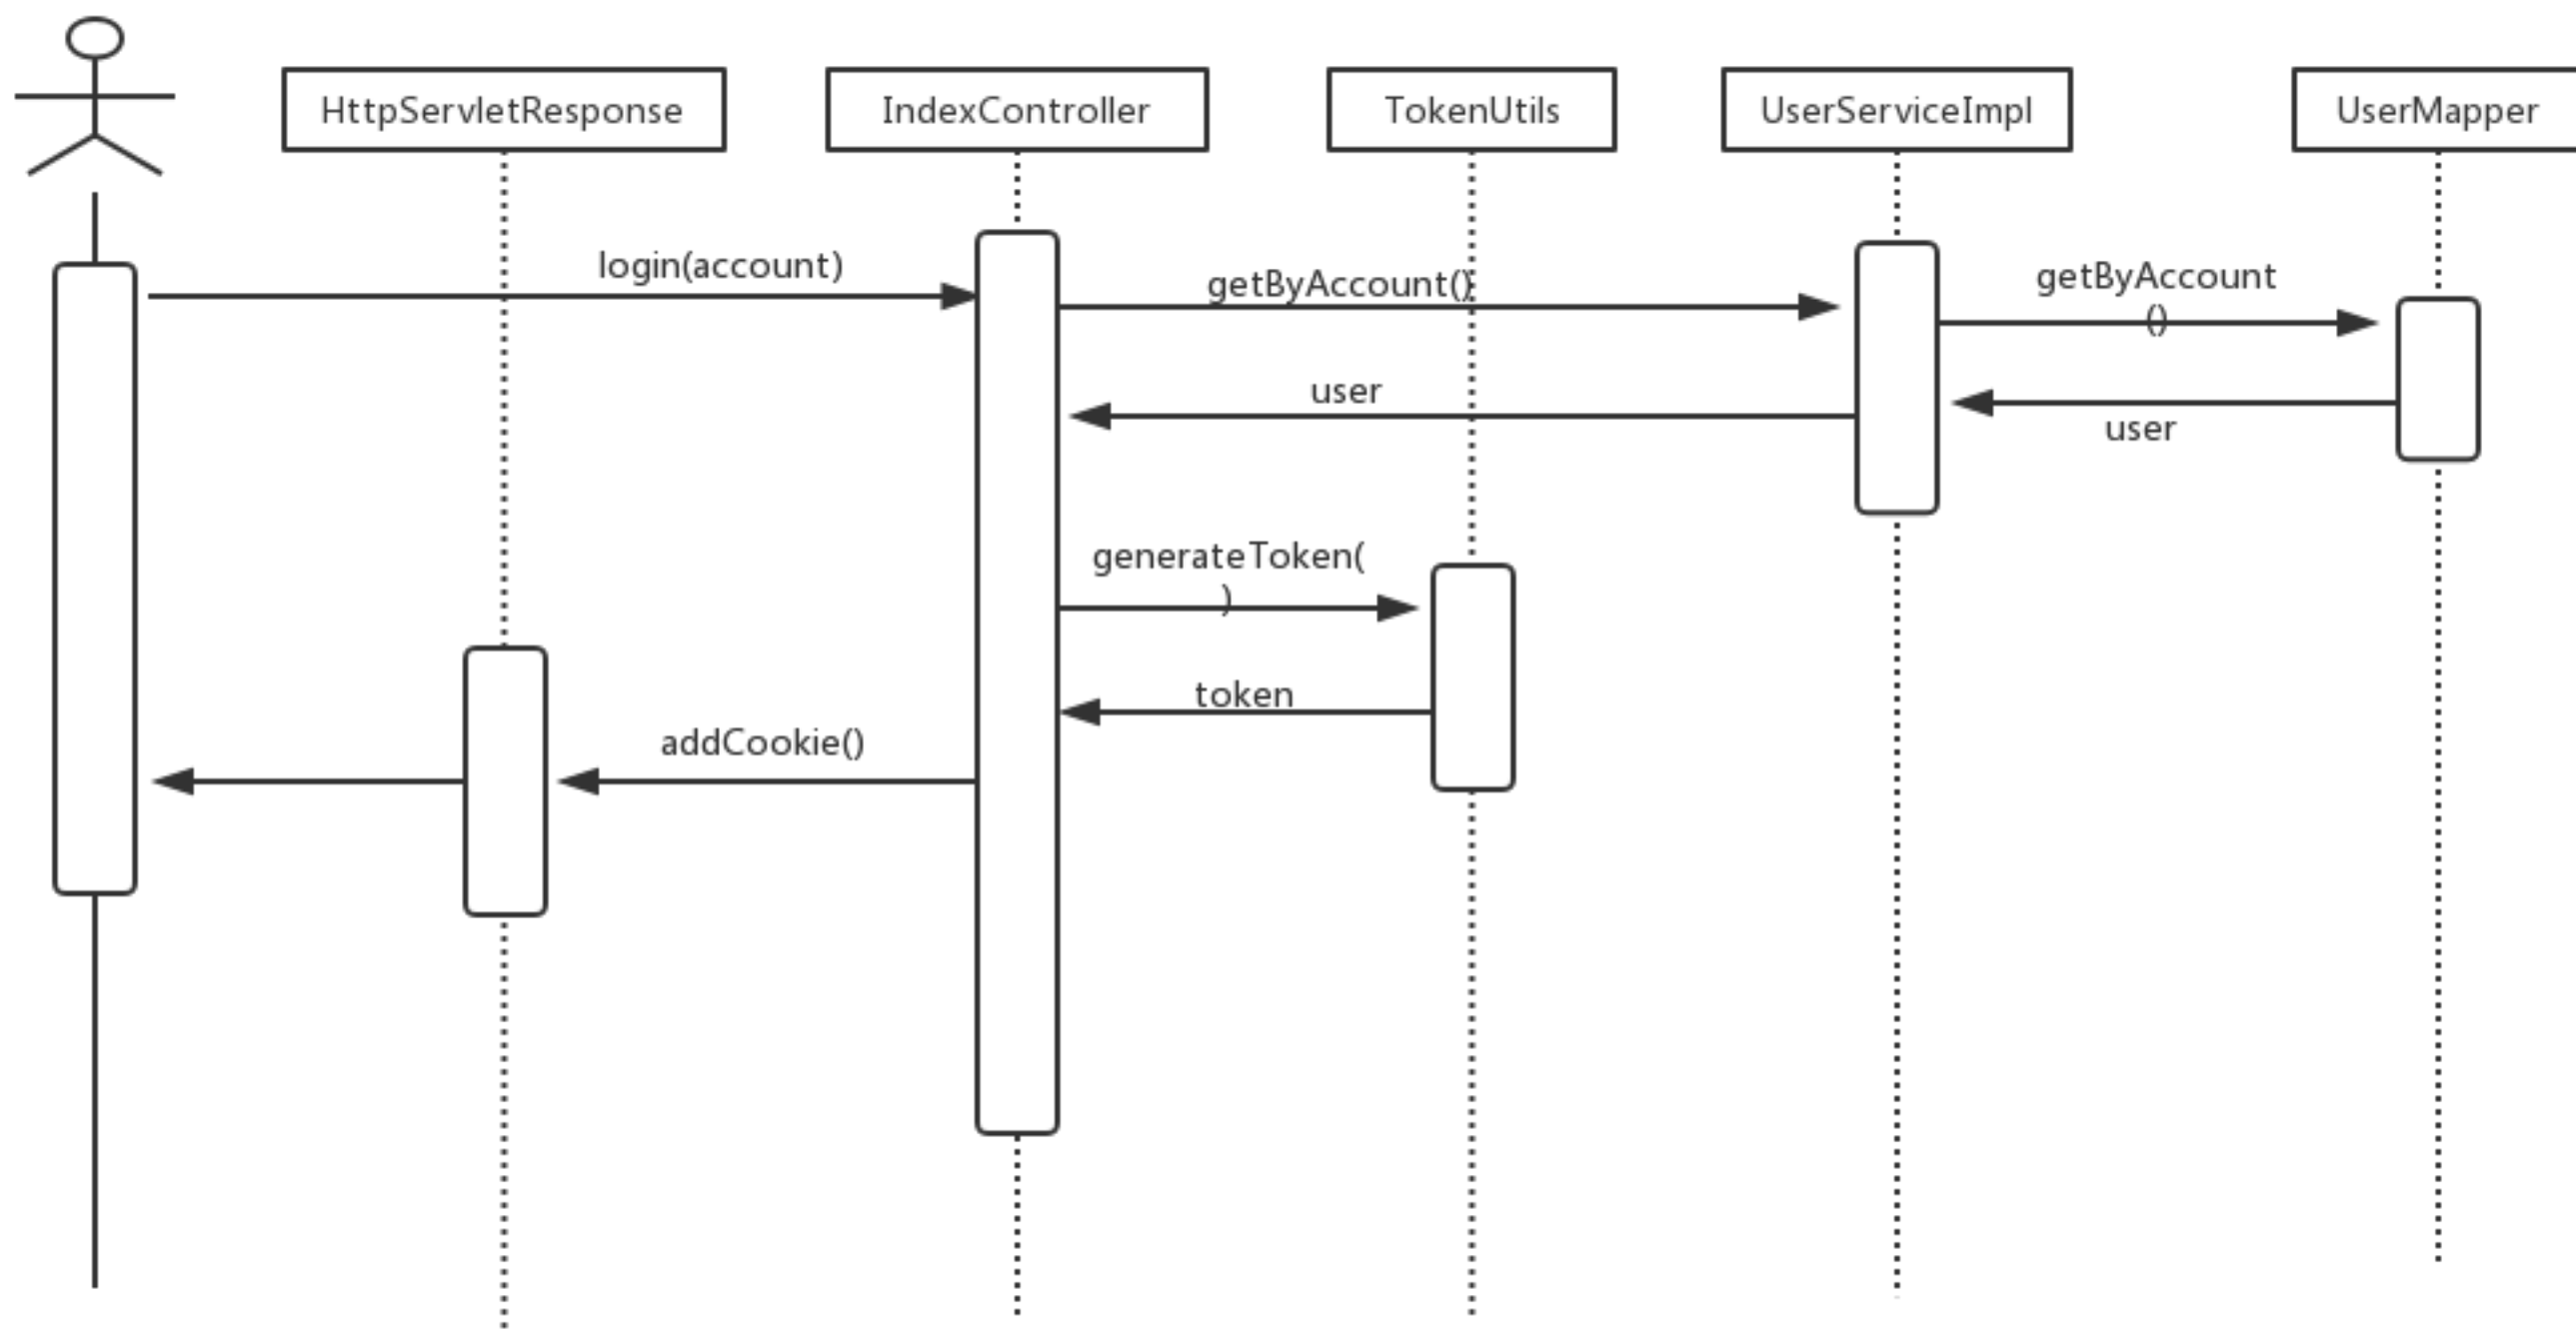 HttpServletResponse
IndexController
TokenUtils
UserServiceImpl
UserMapper
login(account)
getByAccount()
getByAccount
()
user
user
generateToken(
)
token
addCookie()